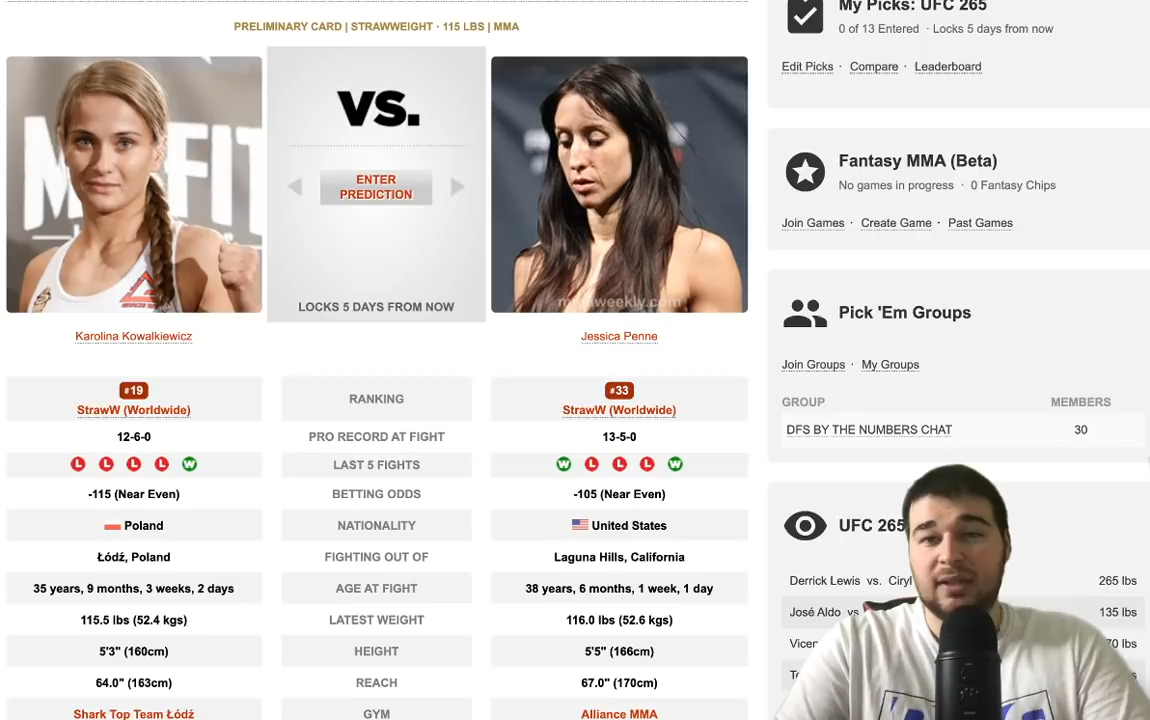 PRELIMINARY CARD | STRAWWEIGHT · 115 LBS | MMA
VS.
ENTER
PREDICTION
LOCKS 5 DAYS FROM NOW
Karolina Kowalkiewicz
Jessica Penne
#19
StrawW (Worldwide)
RANKING
#33
StrawW (Worldwide)
12-6-0
PRO RECORD AT FIGHT
13-5-0
L L L L W
LAST 5 FIGHTS
W L L L W
-115 (Near Even)
BETTING ODDS
-105 (Near Even)
Poland
NATIONALITY
United States
Łódź, Poland
FIGHTING OUT OF
Laguna Hills, California
35 years, 9 months, 3 weeks, 2 days
AGE AT FIGHT
38 years, 6 months, 1 week, 1 day
115.5 lbs (52.4 kgs)
LATEST WEIGHT
116.0 lbs (52.6 kgs)
5'3" (160cm)
HEIGHT
5'5" (166cm)
64.0" (163cm)
REACH
67.0" (170cm)
Shark Top Team Łódź
GYM
Alliance MMA
My Picks: UFC 265
0 of 13 Entered · Locks 5 days from now
Edit Picks · Compare · Leaderboard
Fantasy MMA (Beta)
No games in progress · 0 Fantasy Chips
Join Games · Create Game · Past Games
Pick 'Em Groups
Join Groups · My Groups
GROUP MEMBERS
DFS BY THE NUMBERS CHAT 30
UFC 265
Derrick Lewis vs. Ciryl 265 lbs
José Aldo vs 135 lbs
70 lbs